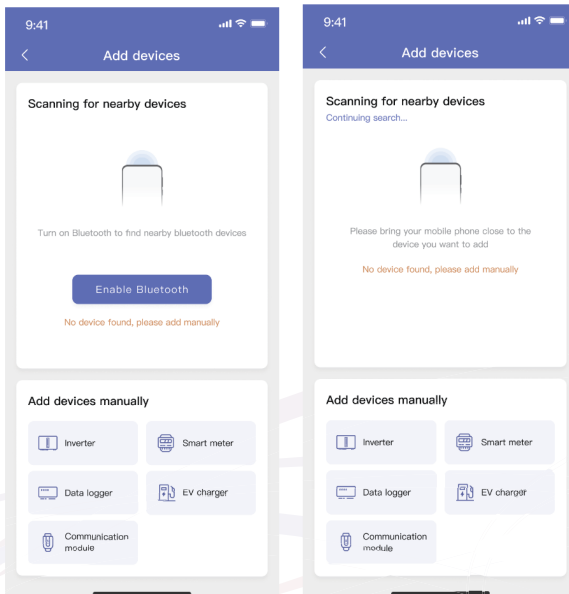 9:41
Add devices
Scanning for nearby devices
Turn on Bluetooth to find nearby bluetooth devices
Enable Bluetooth
No device found, please add manually
Add devices manually
Inverter
Smart meter
Data logger
EV charger
Communication
module
9:41
Add devices
Scanning for nearby devices
Continuing search...
Please bring your mobile phone close to the
device you want to add
No device found, please add manually
Add devices manually
Inverter
Smart meter
Data logger
EV charger
Communication
module